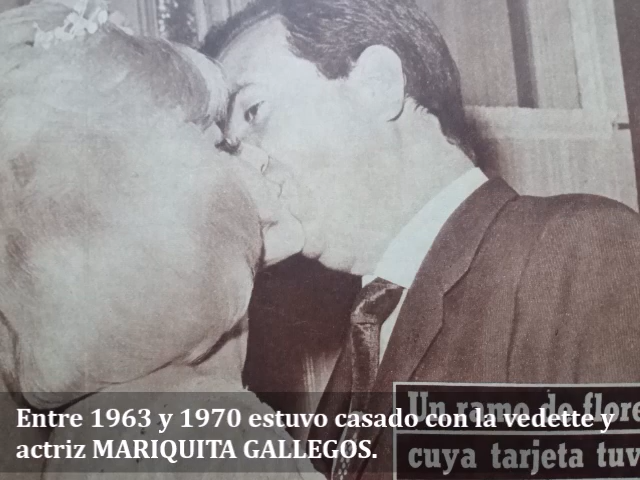 Un ramo de flore
cuya tarjeta tuv
Entre 1963 y 1970 estuvo casado con la vedette y
actriz MARIQUITA GALLEGOS.